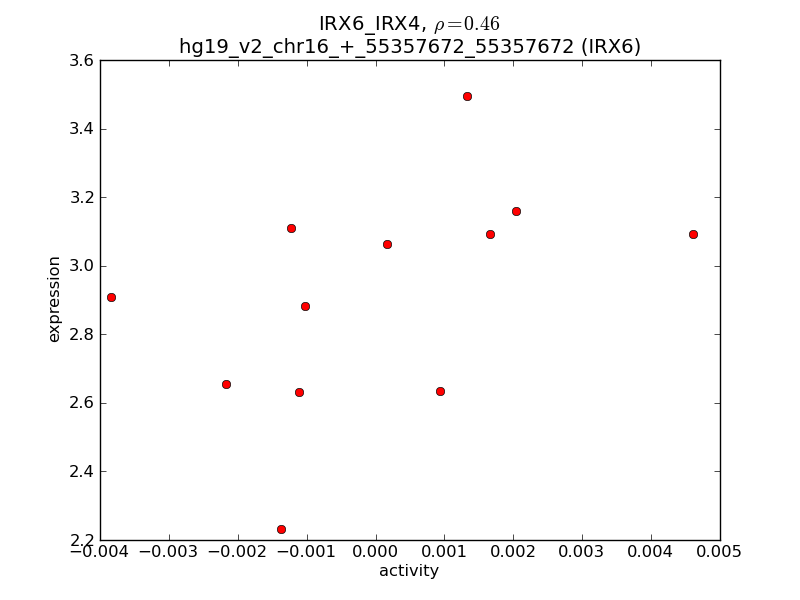 IRX6_IRX4, ρ=0.46
hg19_v2_chr16_+_55357672_55357672 (IRX6)
3.6
3.4
3.2
3.0
2.8
2.6
2.4
2.2
expression
−0.004 −0.003 −0.002 −0.001 0.000 0.001 0.002 0.003 0.004 0.005
activity